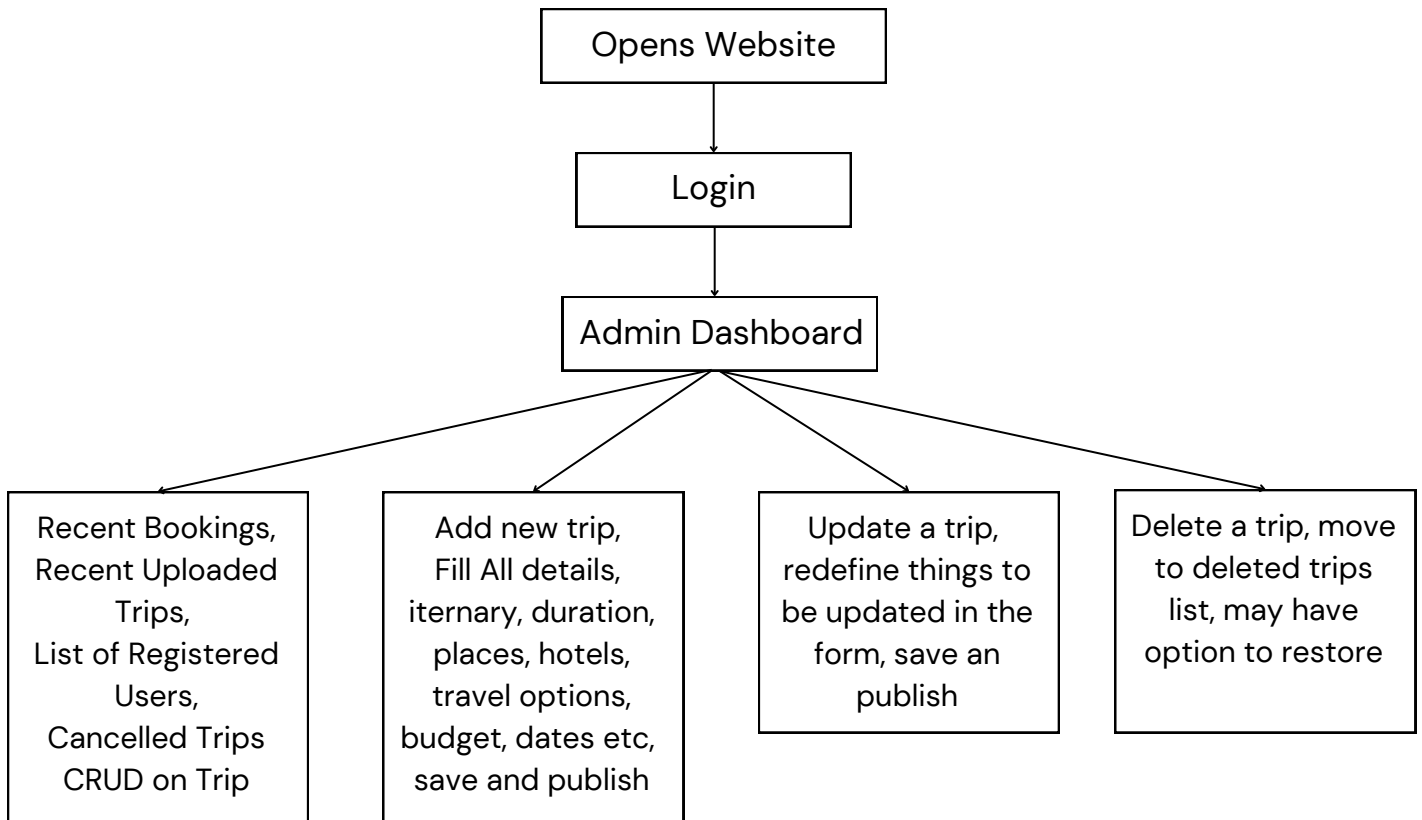 Opens Website
Login
Admin Dashboard
Recent Bookings,
Recent Uploaded
Trips,
List of Registered
Users,
Cancelled Trips
CRUD on Trip
Add new trip,
Fill All details,
iternary, duration,
places, hotels,
travel options,
budget, dates etc,
save and publish
Update a trip,
redefine things to
be updated in the
form, save an
publish
Delete a trip, move
to deleted trips
list, may have
option to restore